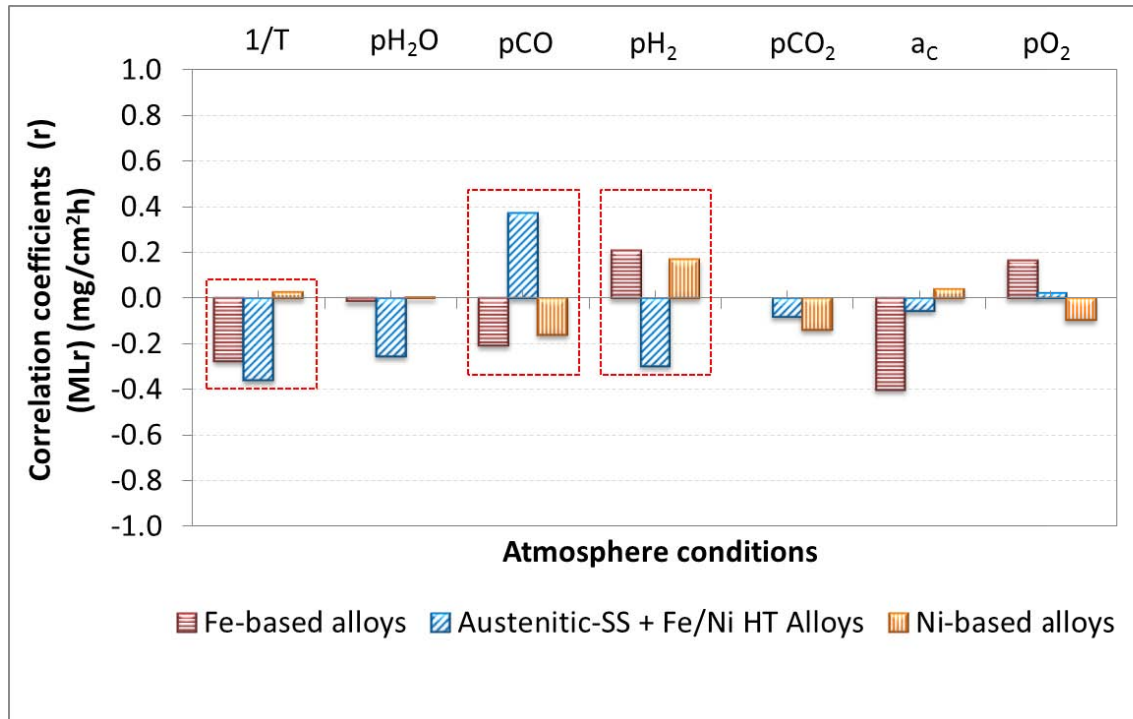 1/T pH₂O pCO pH₂ pCO₂ a_C pO₂
1.0
0.8
0.6
0.4
0.2
0.0
-0.2
-0.4
-0.6
-0.8
-1.0
Correlation coefficients (r)
(MLr) (mg/cm²h)
Atmosphere conditions
Fe-based alloys Austenitic-SS + Fe/Ni HT Alloys Ni-based alloys